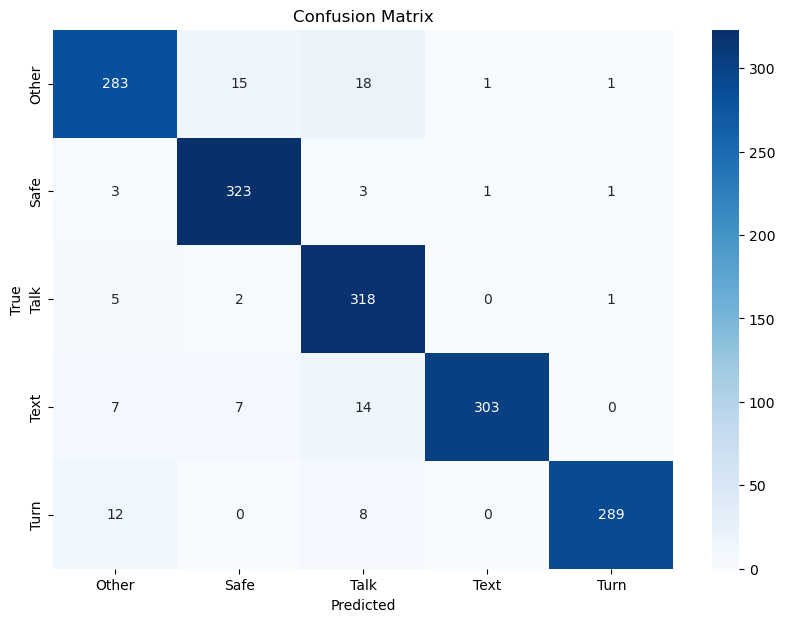 Confusion Matrix
True
Other 283 15 18 1 1
Safe 3 323 3 1 1
Talk 5 2 318 0 1
Text 7 7 14 303 0
Turn 12 0 8 0 289
Other Safe Talk Text Turn
Predicted
300
250
200
150
100
50
0